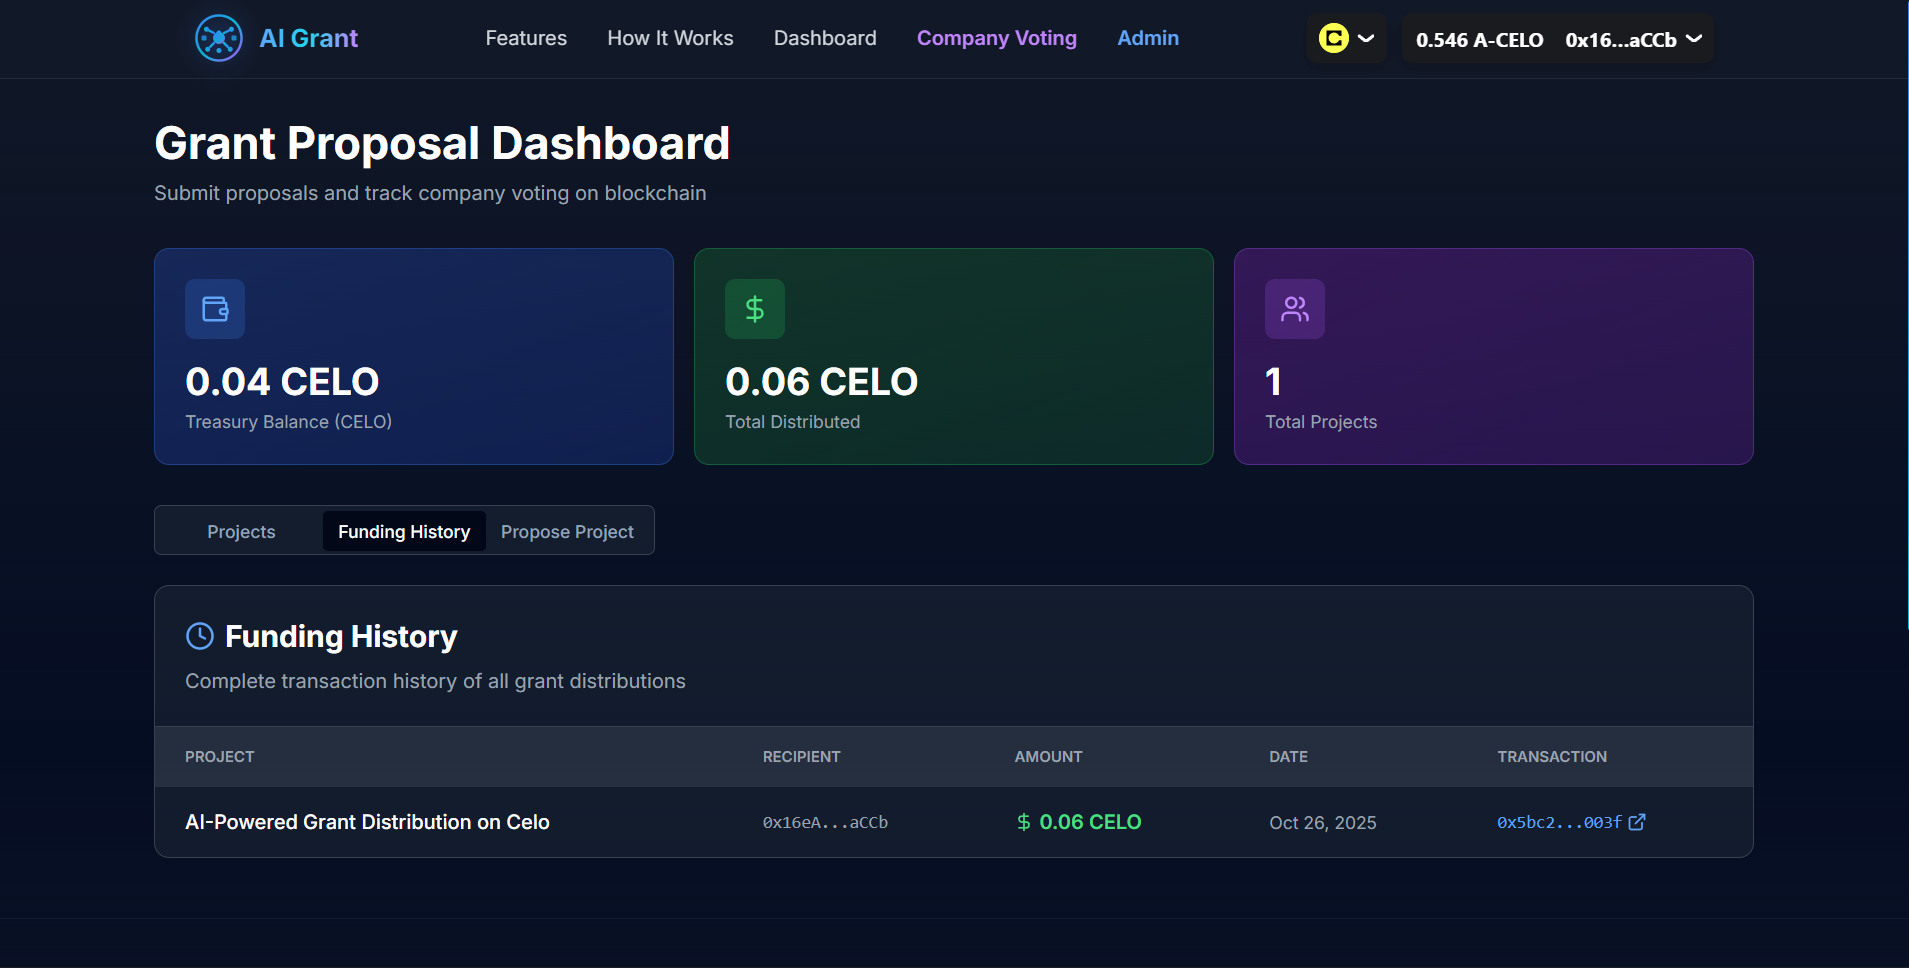 AI Grant
Features
How It Works
Dashboard
Company Voting
Admin
0.546 A-CELO
0x16...aCCb
Grant Proposal Dashboard
Submit proposals and track company voting on blockchain
0.04 CELO
Treasury Balance (CELO)
0.06 CELO
Total Distributed
1
Total Projects
Projects
Funding History
Propose Project
Funding History
Complete transaction history of all grant distributions
PROJECT RECIPIENT AMOUNT DATE TRANSACTION
AI-Powered Grant Distribution on Celo 0x16eA...aCCb $ 0.06 CELO Oct 26, 2025 0x5bc2...003f